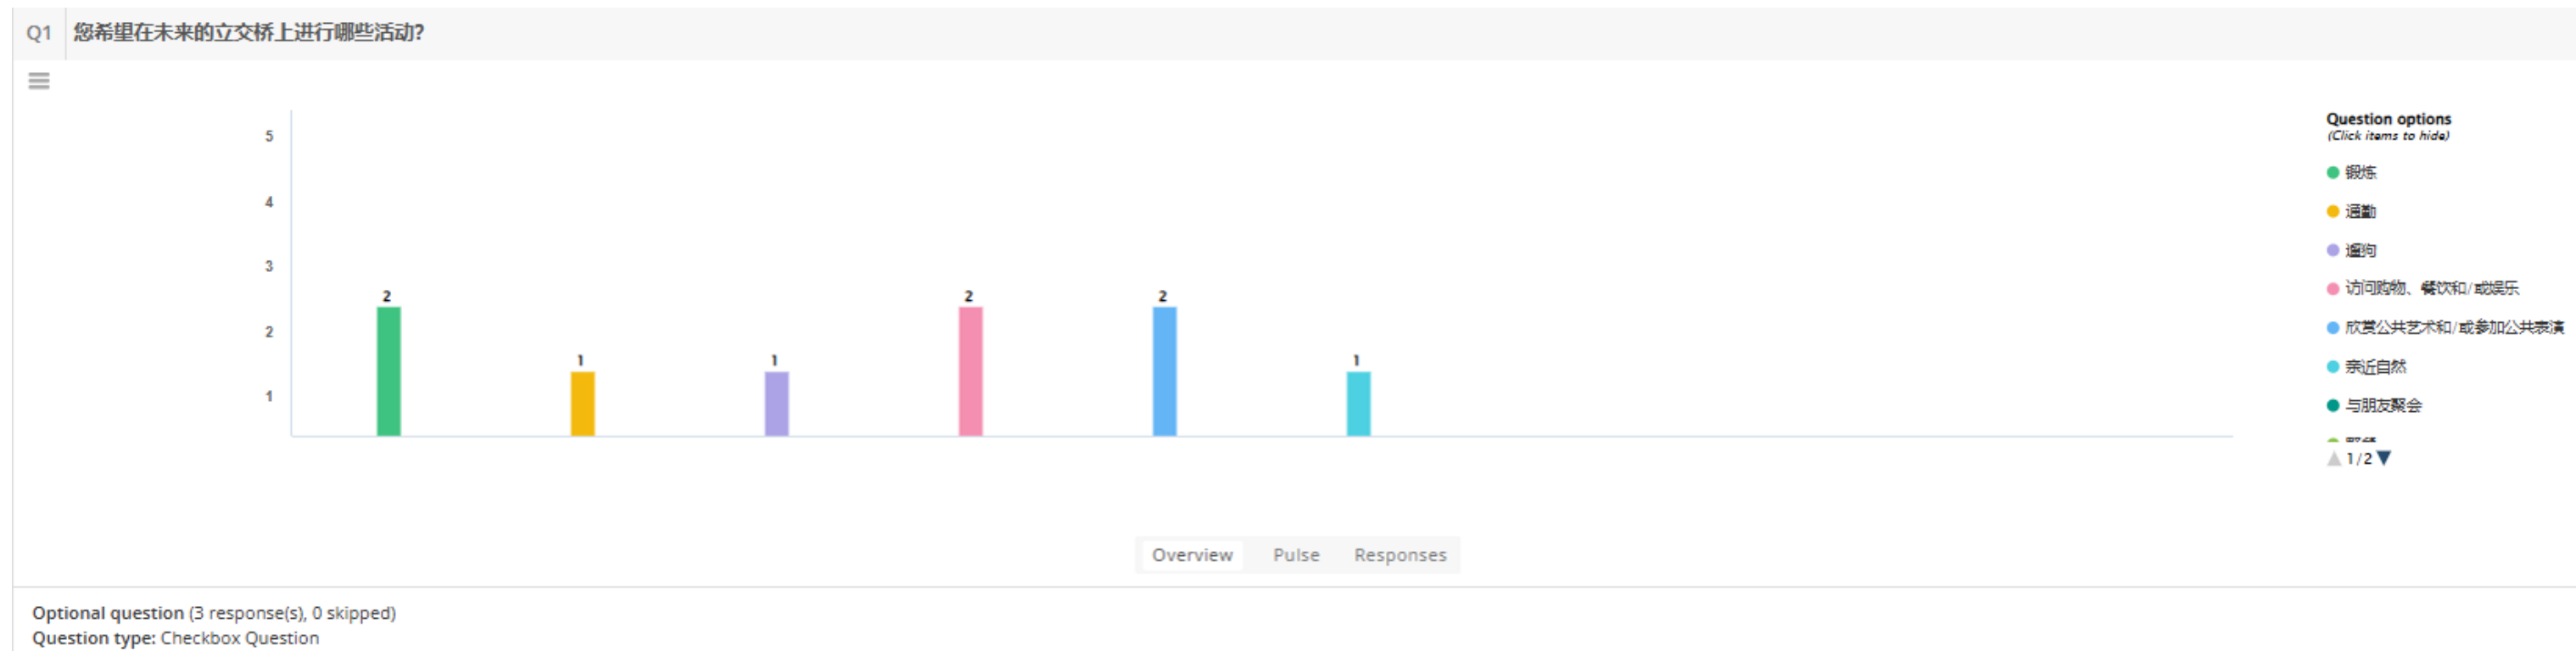 Q1 您希望在未来的立交桥上进行哪些活动?
5
4
3
2
1
2
1
1
2
2
1
Question options
(Click items to hide)
锻炼
通勤
遛狗
访问购物、餐饮和/或娱乐
欣赏公共艺术和/或参加公共表演
亲近自然
与朋友聚会
1/2
Overview Pulse Responses
Optional question (3 response(s), 0 skipped)
Question type: Checkbox Question